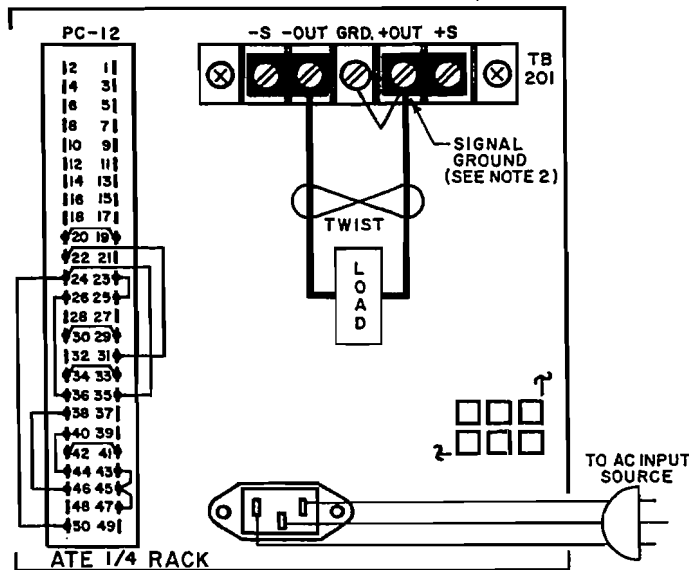 PC-12
-S -OUT GRD. +OUT +S
TB
201
2 1
4 3
6 5
8 7
10 9
12 11
14 13
16 15
18 17
20 19
22 21
24 23
26 25
28 27
30 29
32 31
34 33
36 35
38 37
40 39
42 41
44 43
46 45
48 47
50 49
SIGNAL
GROUND
(SEE NOTE 2)
TWIST
LOAD
TO AC INPUT
SOURCE
ATE 1/4 RACK